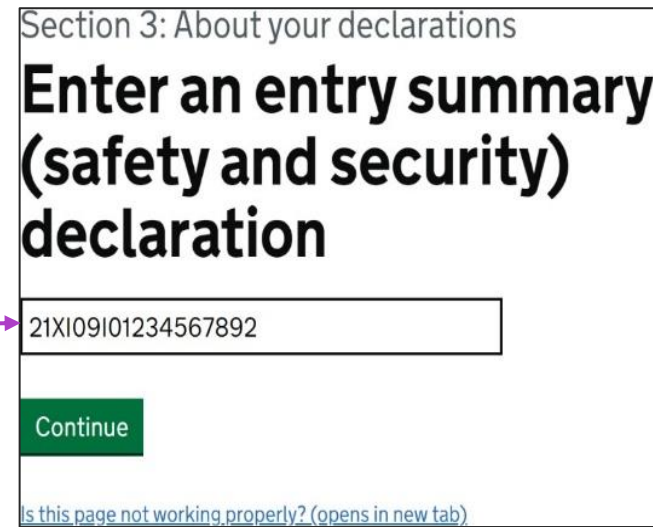 Section 3: About your declarations
Enter an entry summary
(safety and security)
declaration
21XI09I01234567892
Continue
Is this page not working properly? (opens in new tab)